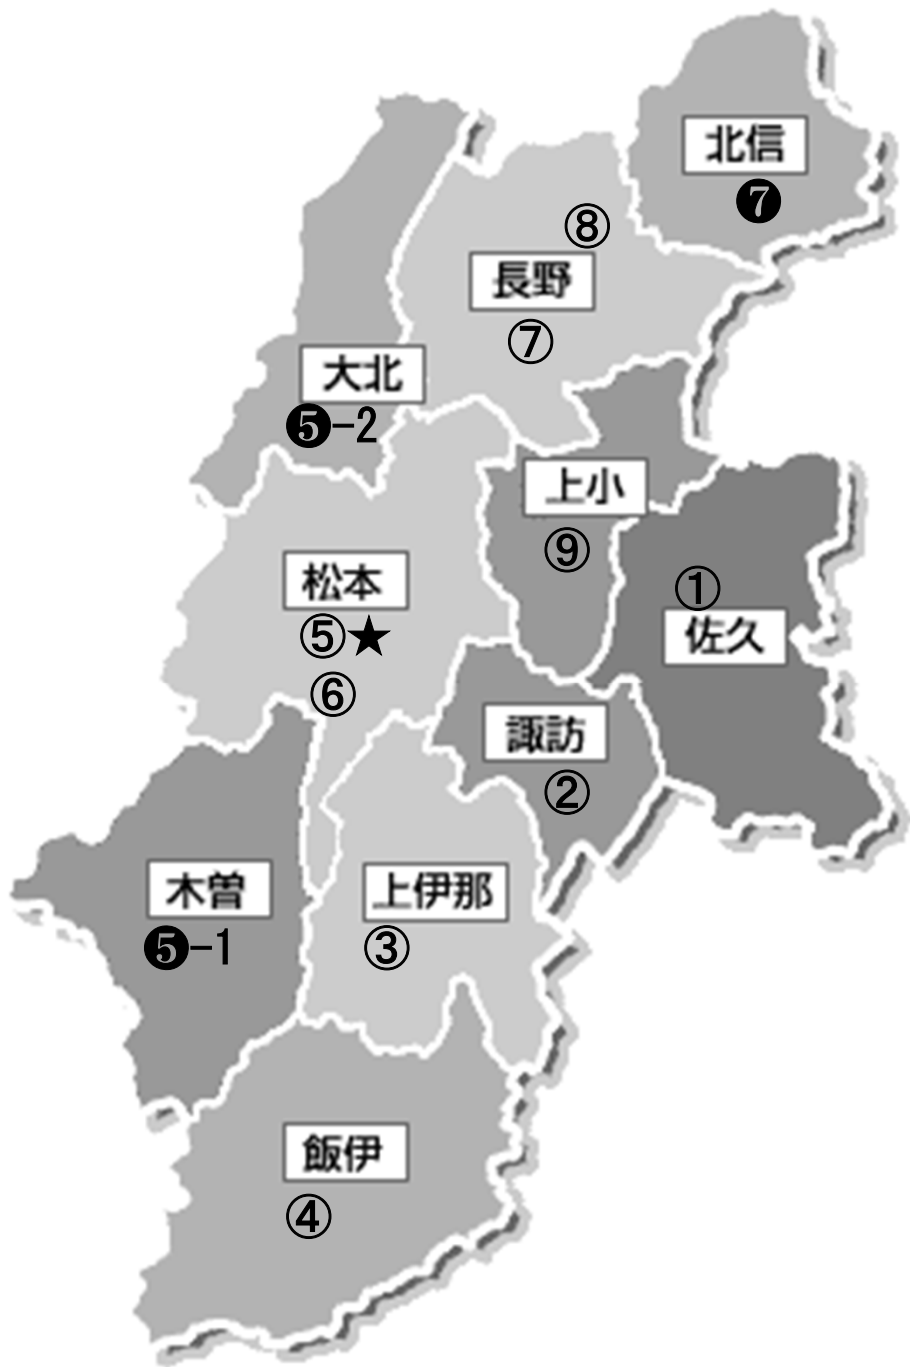 北信
❼
⑧
長野
⑦
大北
❺-2
上小
⑨
松本
⑤★
⑥
①
佐久
諏訪
②
木曽
❺-1
上伊那
③
飯伊
④